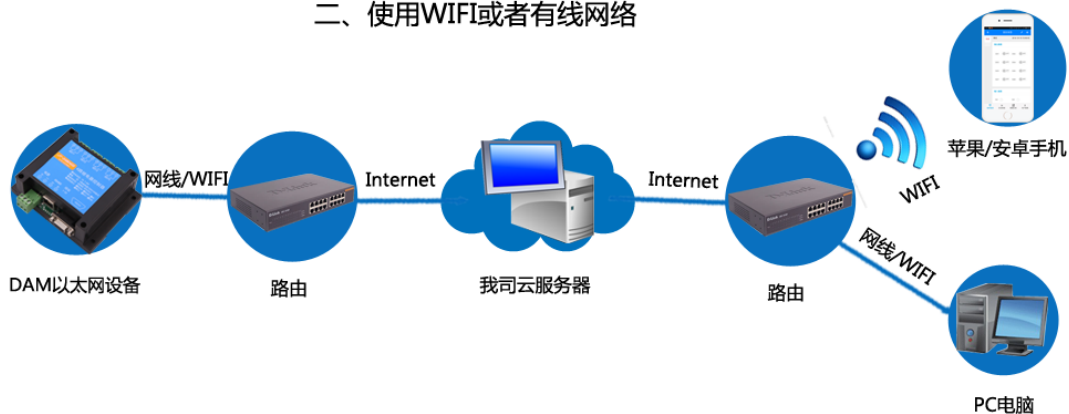 二、使用WIFI或者有线网络
网线/WIFI
Internet
Internet
WIFI
苹果/安卓手机
网线/WIFI
DAM以太网设备
路由
我司云服务器
路由
PC电脑